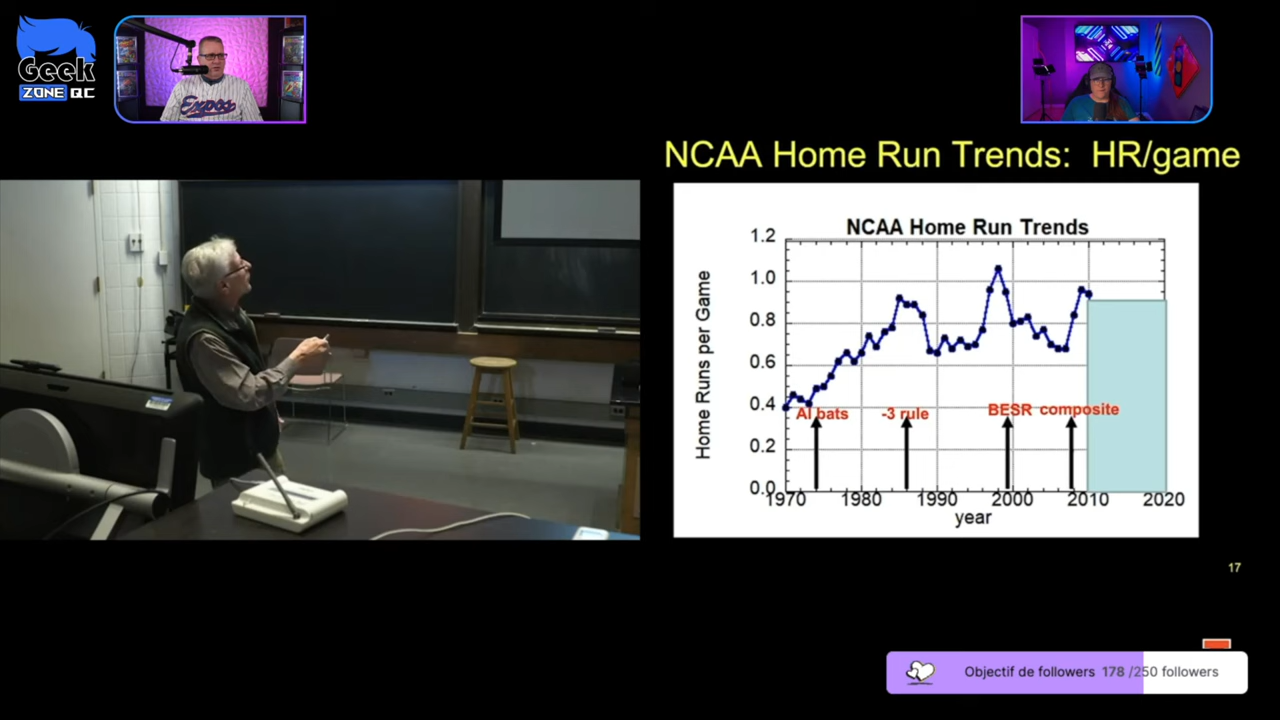 Geek
ZONE QC
Expos
NCAA Home Run Trends: HR/game
NCAA Home Run Trends
Home Runs per Game
1.2
1.0
0.8
0.6
0.4
0.2
0.0
Al bats
-3 rule
BESR
composite
1970
1980
1990
2000
2010
2020
year
17
Objectif de followers 178 /250 followers